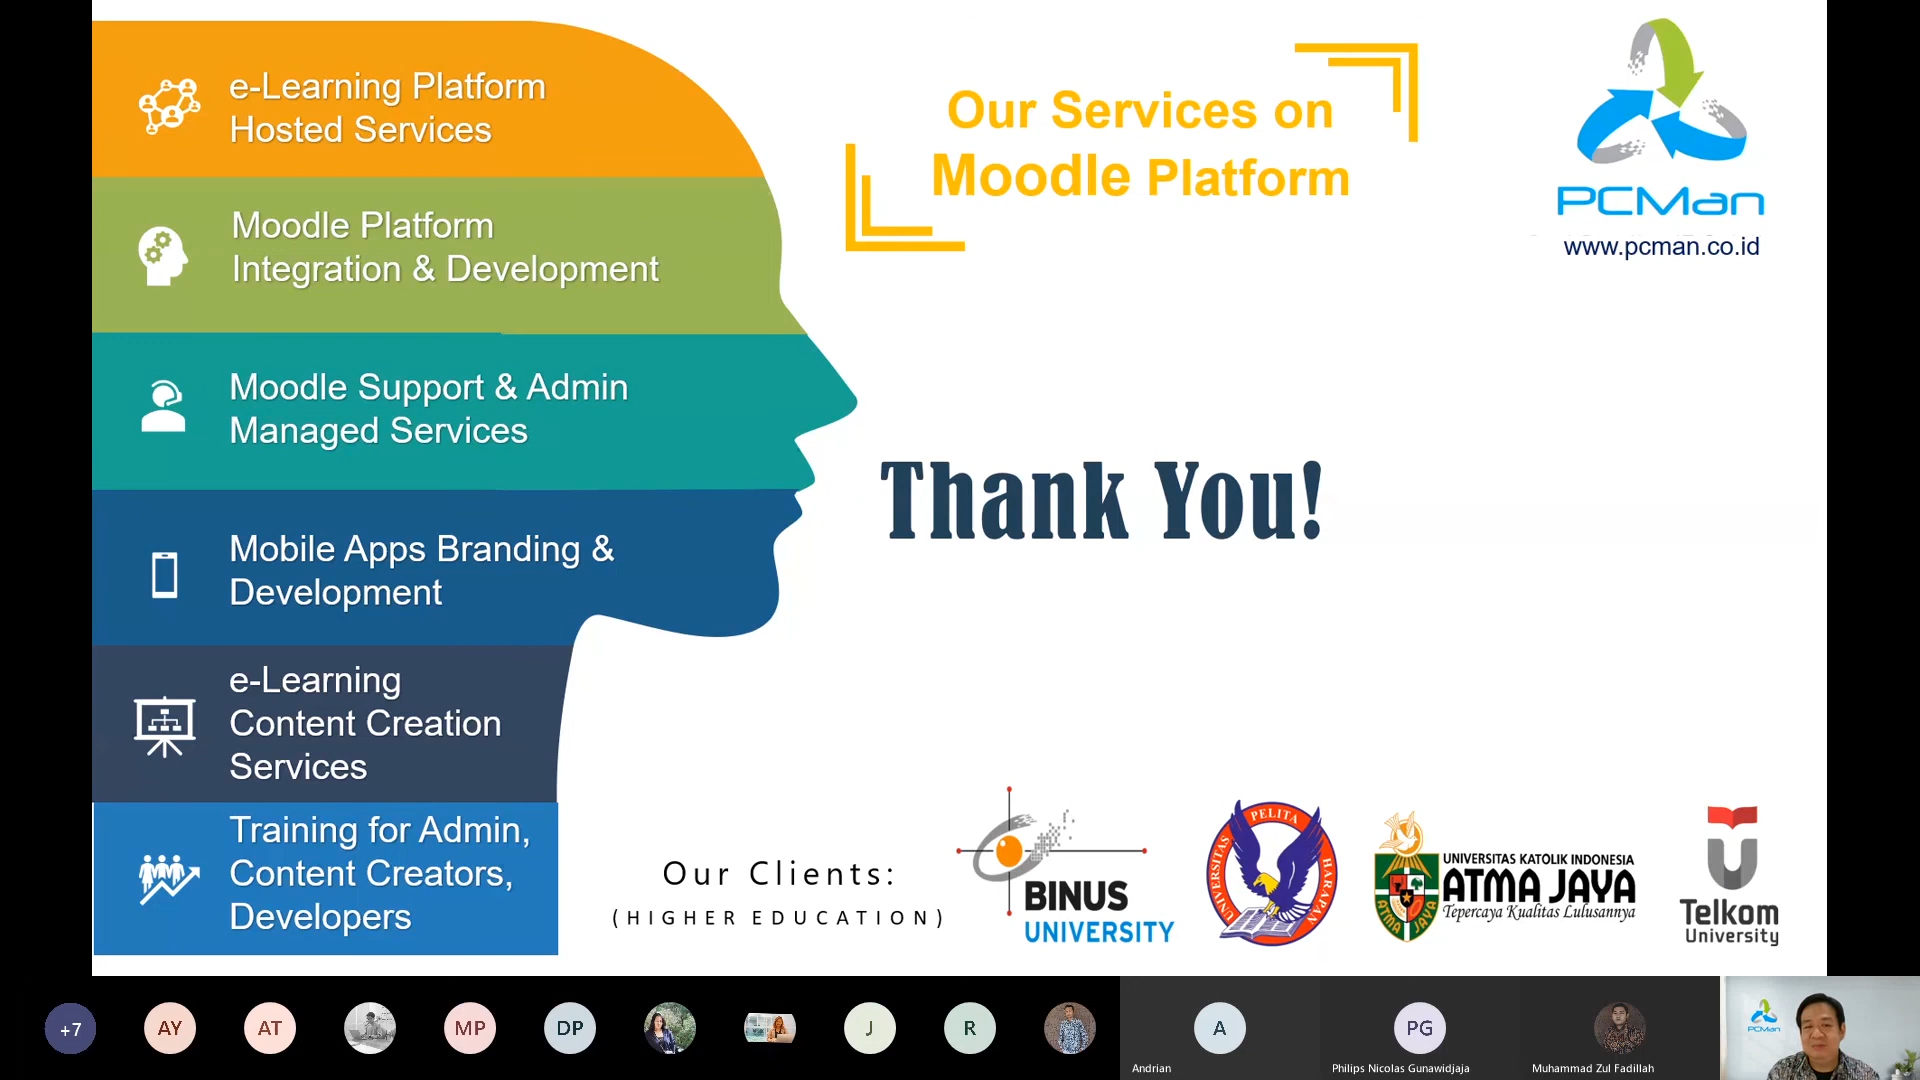 e-Learning Platform
Hosted Services
Moodle Platform
Integration & Development
Moodle Support & Admin
Managed Services
Mobile Apps Branding &
Development
e-Learning
Content Creation
Services
Training for Admin,
Content Creators,
Developers
Our Services on
Moodle Platform
PCMan
www.pcman.co.id
Thank You!
Our Clients:
(HIGHER EDUCATION)
BINUS
UNIVERSITY
UNIVERSITAS PELITA HARAPAN
ATMA JAYA
UNIVERSITAS KATOLIK INDONESIA
ATMA JAYA
Tepercaya Kualitas Lulusannya
Telkom
University
+7
AY
AT
MP
DP
J
R
A
Andrian
PG
Philips Nicolas Gunawidjaja
Muhammad Zul Fadillah
PCMan